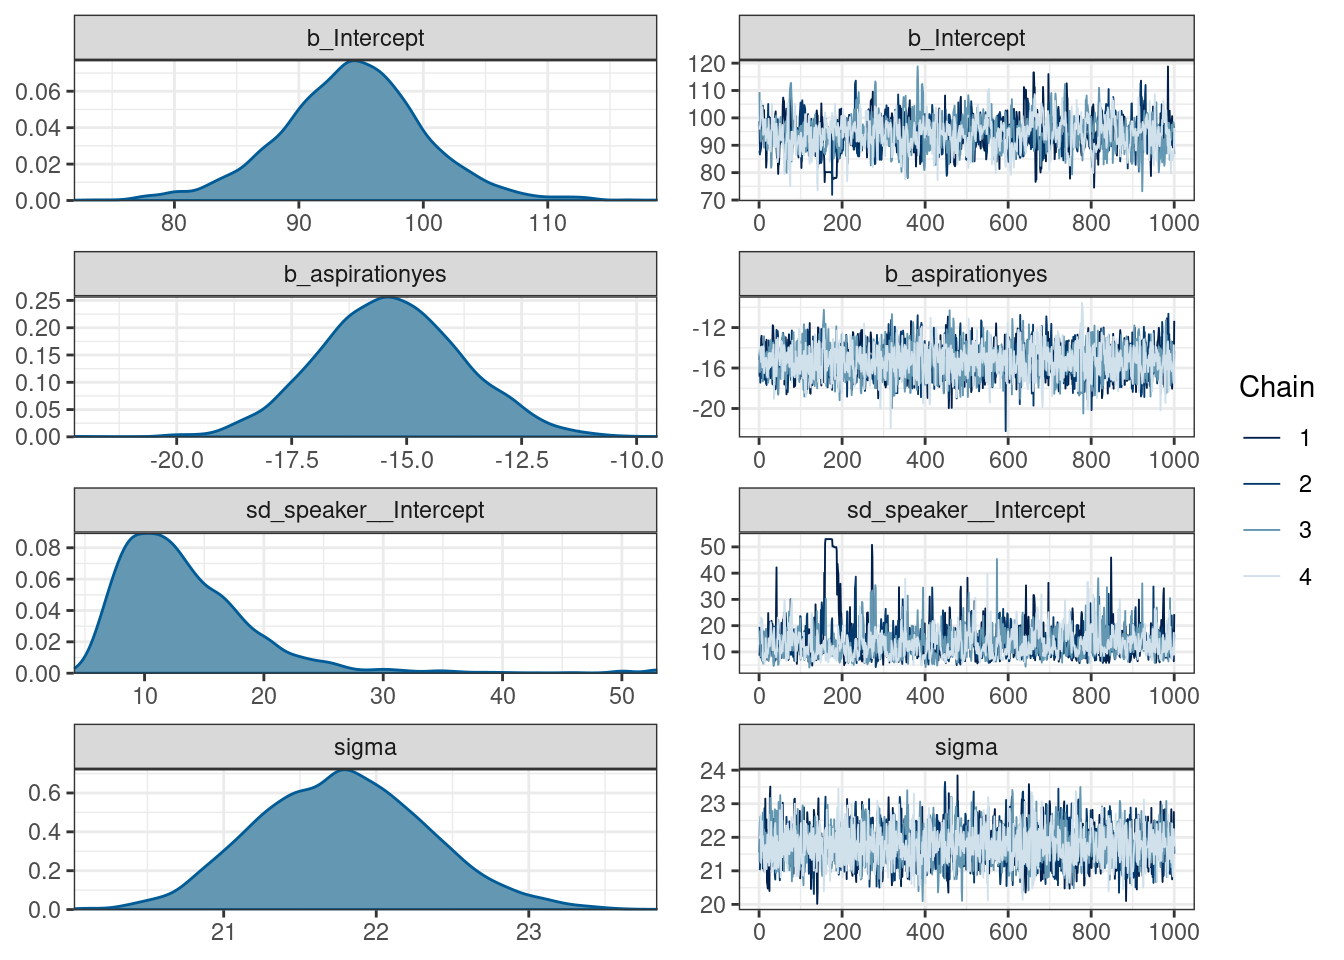 b_Intercept
0.06
0.04
0.02
0.00
80 90 100 110
b_Intercept
120
110
100
90
80
70
0 200 400 600 800 1000
b_aspirationyes
0.25
0.20
0.15
0.10
0.05
0.00
-20.0 -17.5 -15.0 -12.5 -10.0
b_aspirationyes
-12
-16
-20
0 200 400 600 800 1000
sd_speaker__Intercept
0.08
0.06
0.04
0.02
0.00
10 20 30 40 50
sd_speaker__Intercept
50
40
30
20
10
0 200 400 600 800 1000
sigma
0.6
0.4
0.2
0.0
21 22 23
sigma
24
23
22
21
20
0 200 400 600 800 1000
Chain
1
2
3
4